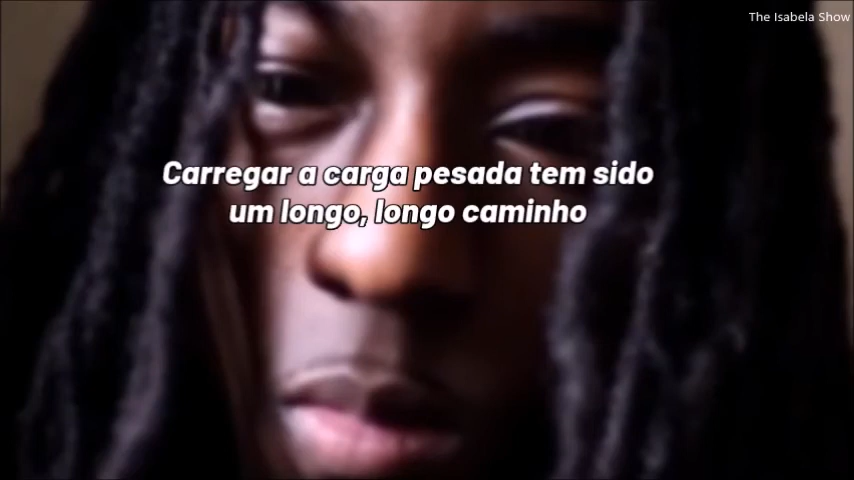 The Isabela Show
Carregar a carga pesada tem sido
um longo, longo caminho